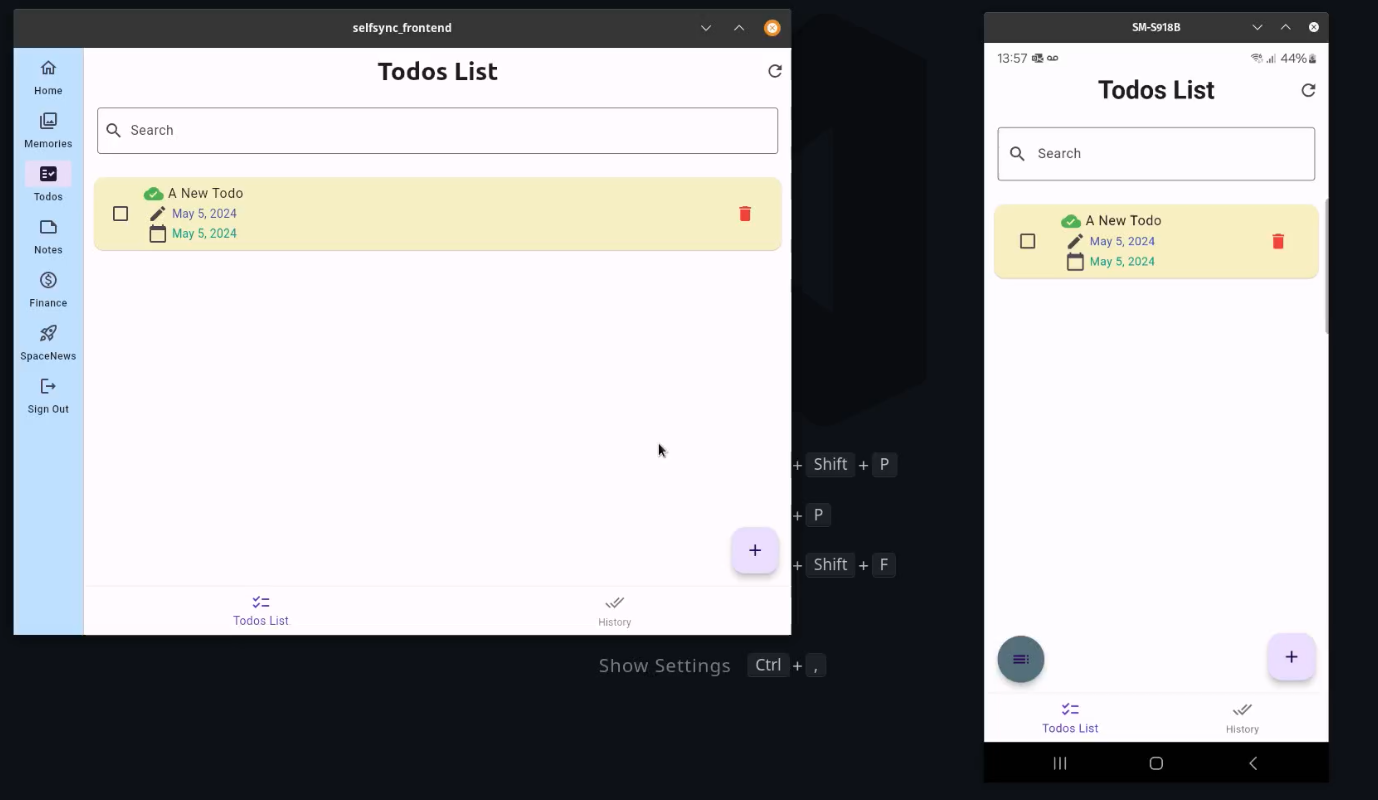 selfsync_frontend
Home
Memories
Todos
Notes
Finance
SpaceNews
Sign Out
Todos List
Search
A New Todo
May 5, 2024
May 5, 2024
+
Todos List
History
+ Shift + P
+ P
+ Shift + F
Show Settings Ctrl + ,
SM-S918B
13:57
44%
Todos List
Search
A New Todo
May 5, 2024
May 5, 2024
+
Todos List
History